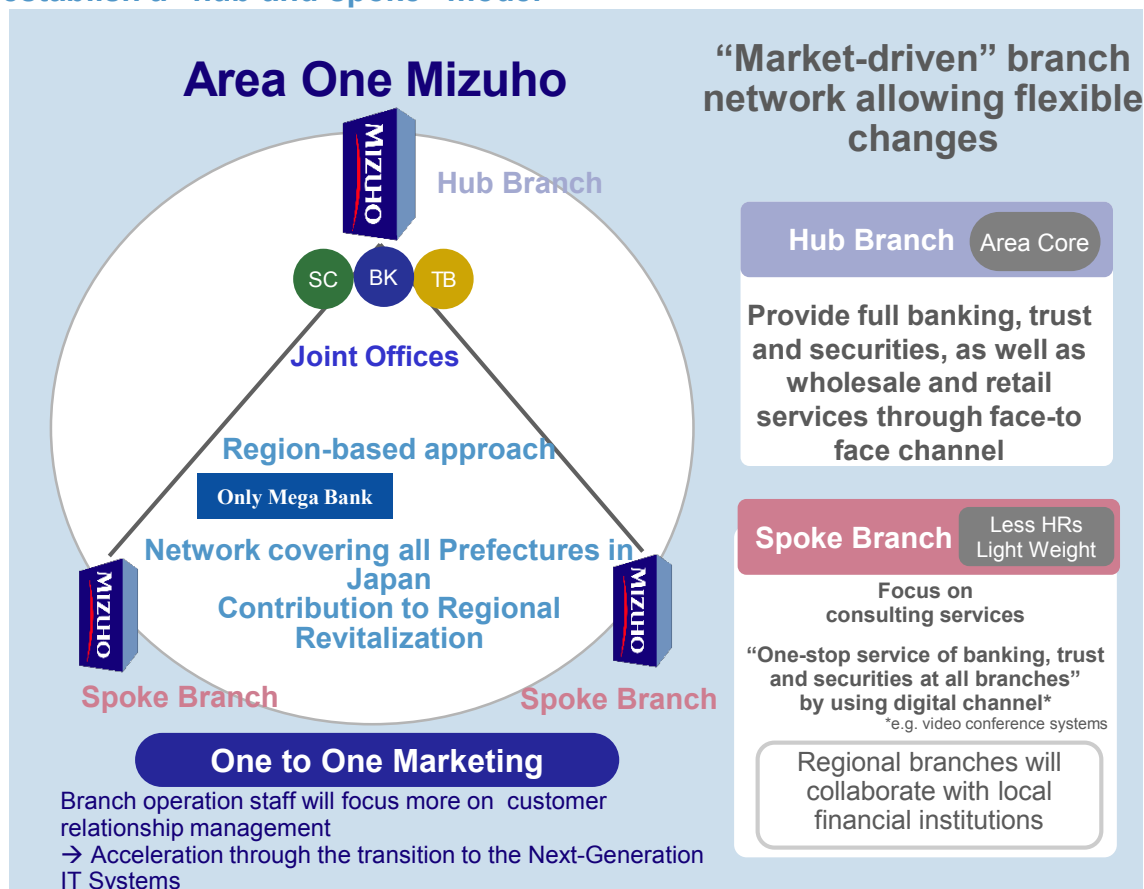 establish a "hub and spoke" model
Area One Mizuho
MIZUHO
Hub Branch
SC
BK
TB
Joint Offices
Region-based approach
Only Mega Bank
Network covering all Prefectures in
Japan
Contribution to Regional
Revitalization
MIZUHO
MIZUHO
Spoke Branch
Spoke Branch
One to One Marketing
Branch operation staff will focus more on customer
relationship management
→ Acceleration through the transition to the Next-Generation
IT Systems
“Market-driven” branch
network allowing flexible
changes
Hub Branch
Area Core
Provide full banking, trust
and securities, as well as
wholesale and retail
services through face-to
face channel
Spoke Branch
Less HRs
Light Weight
Focus on
consulting services
“One-stop service of banking, trust
and securities at all branches”
by using digital channel*
*e.g. video conference systems
Regional branches will
collaborate with local
financial institutions